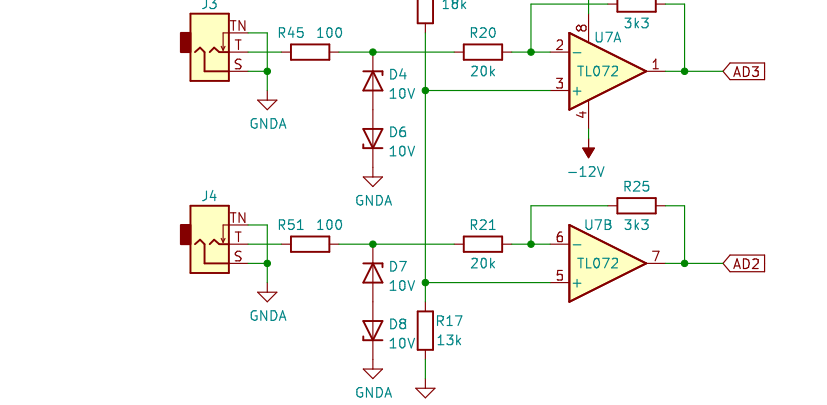 J3
18k
3k3
TN
T
S
R45 100
R20
20k
8
U7A
2
TL072
3
1
AD3
4
D4
10V
D6
10V
GNDA
GNDA
-12V
J4
TN
T
S
R51 100
R21
20k
R25
3k3
U7B
6
TL072
5
7
AD2
D7
10V
D8
10V
R17
13k
GNDA
GNDA